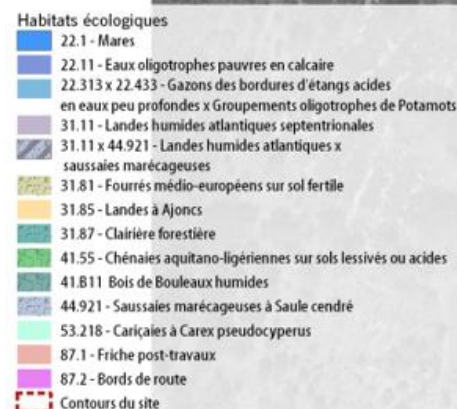 Habitats écologiques
22.1 - Mares
22.11 - Eaux oligotrophes pauvres en calcaire
22.313 x 22.433 - Gazons des bordures d'étangs acides
en eaux peu profondes x Groupements oligotrophes de Potamots
31.11 - Landes humides atlantiques septentrionales
31.11 x 44.921 - Landes humides atlantiques x
saussaies marécageuses
31.81 - Fourrés médio-européens sur sol fertile
31.85 - Landes à Ajoncs
31.87 - Clairière forestière
41.55 - Chénaies aquitano-ligériennes sur sols lessivés ou acides
41.B11 Bois de Bouleaux humides
44.921 - Saussaies marécageuses à Saule cendré
53.218 - Cariçaies à Carex pseudocyperus
87.1 - Friche post-travaux
87.2 - Bords de route
Contours du site